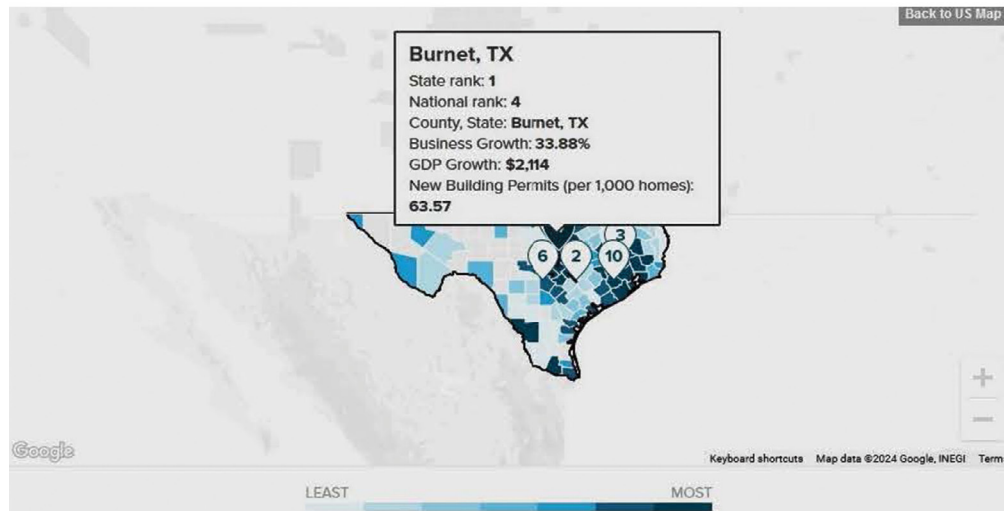 Back to US Map
Burnet, TX
State rank: 1
National rank: 4
County, State: Burnet, TX
Business Growth: 33.88%
GDP Growth: $2,114
New Building Permits (per 1,000 homes):
63.57
3
6 2 10
+
−
Google
Keyboard shortcuts Map data ©2024 Google, INEGI Term
LEAST MOST